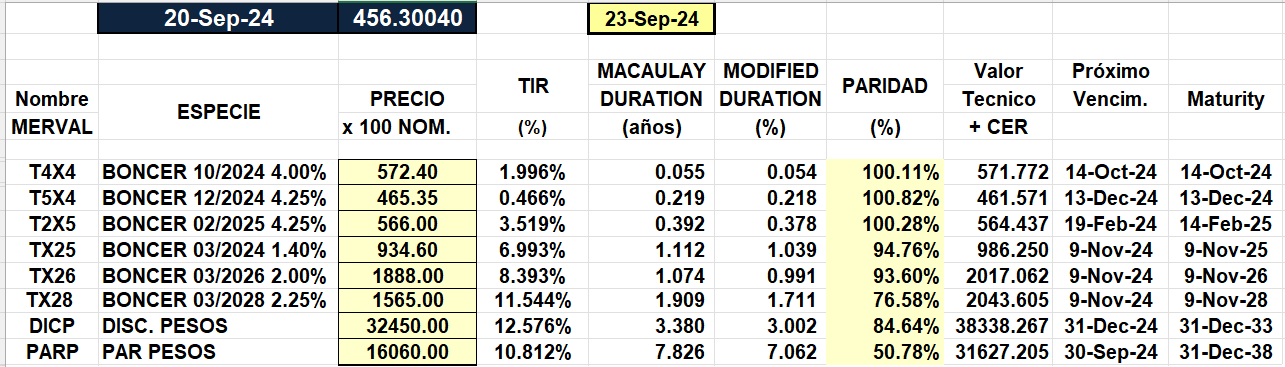 20-Sep-24 456.30040 23-Sep-24
MACAULAY MODIFIED Valor Próximo
TIR DURATION DURATION PARIDAD Tecnico Vencim. Maturity
Nombre ESPECIE PRECIO
MERVAL x 100 NOM. (%) (años) (%) (%) + CER
T4X4 BONCER 10/2024 4.00% 572.40 1.996% 0.055 0.054 100.11% 571.772 14-Oct-24 14-Oct-24
T5X4 BONCER 12/2024 4.25% 465.35 0.466% 0.219 0.218 100.82% 461.571 13-Dec-24 13-Dec-24
T2X5 BONCER 02/2025 4.25% 566.00 3.519% 0.392 0.378 100.28% 564.437 19-Feb-24 14-Feb-25
TX25 BONCER 03/2024 1.40% 934.60 6.993% 1.112 1.039 94.76% 986.250 9-Nov-24 9-Nov-25
TX26 BONCER 03/2026 2.00% 1888.00 8.393% 1.074 0.991 93.60% 2017.062 9-Nov-24 9-Nov-26
TX28 BONCER 03/2028 2.25% 1565.00 11.544% 1.909 1.711 76.58% 2043.605 9-Nov-24 9-Nov-28
DICP DISC. PESOS 32450.00 12.576% 3.380 3.002 84.64% 38338.267 31-Dec-24 31-Dec-33
PARP PAR PESOS 16060.00 10.812% 7.826 7.062 50.78% 31627.205 30-Sep-24 31-Dec-38